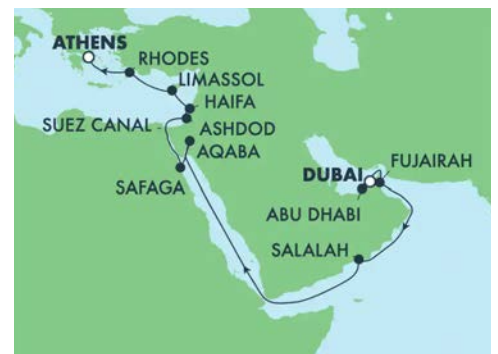 ATHENS
RHODES
LIMASSOL
HAIFA
SUEZ CANAL
ASHDOD
AQABA
SAFAGA
FUJAIRAH
DUBAI
ABU DHABI
SALALAH